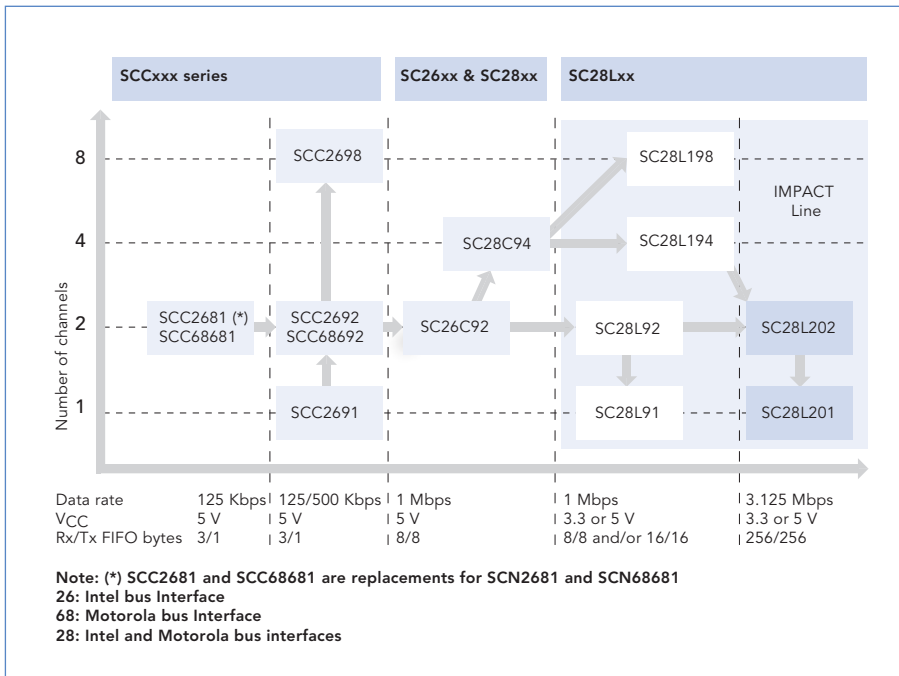 SCCxxx series
SC26xx & SC28xx
SC28Lxx
Number of channels
8
4
2
1
SCC2698
SC28L198
IMPACT
Line
SC28C94
SC28L194
SCC2681 (*)
SCC68681
SCC2692
SCC68692
SC26C92
SC28L92
SC28L202
SCC2691
SC28L91
SC28L201
Data rate 125 Kbps 125/500 Kbps 1 Mbps 1 Mbps 3.125 Mbps
VCC 5 V 5 V 5 V 3.3 or 5 V 3.3 or 5 V
Rx/Tx FIFO bytes 3/1 3/1 8/8 8/8 and/or 16/16 256/256
Note: (*) SCC2681 and SCC68681 are replacements for SCN2681 and SCN68681
26: Intel bus Interface
68: Motorola bus Interface
28: Intel and Motorola bus interfaces